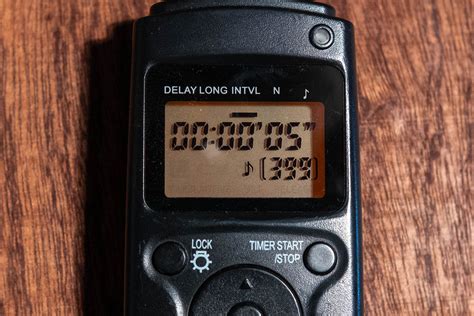 DELAY LONG INTVL N ♪
00:00'05"
♪ [399]
LOCK
TIMER START
/STOP